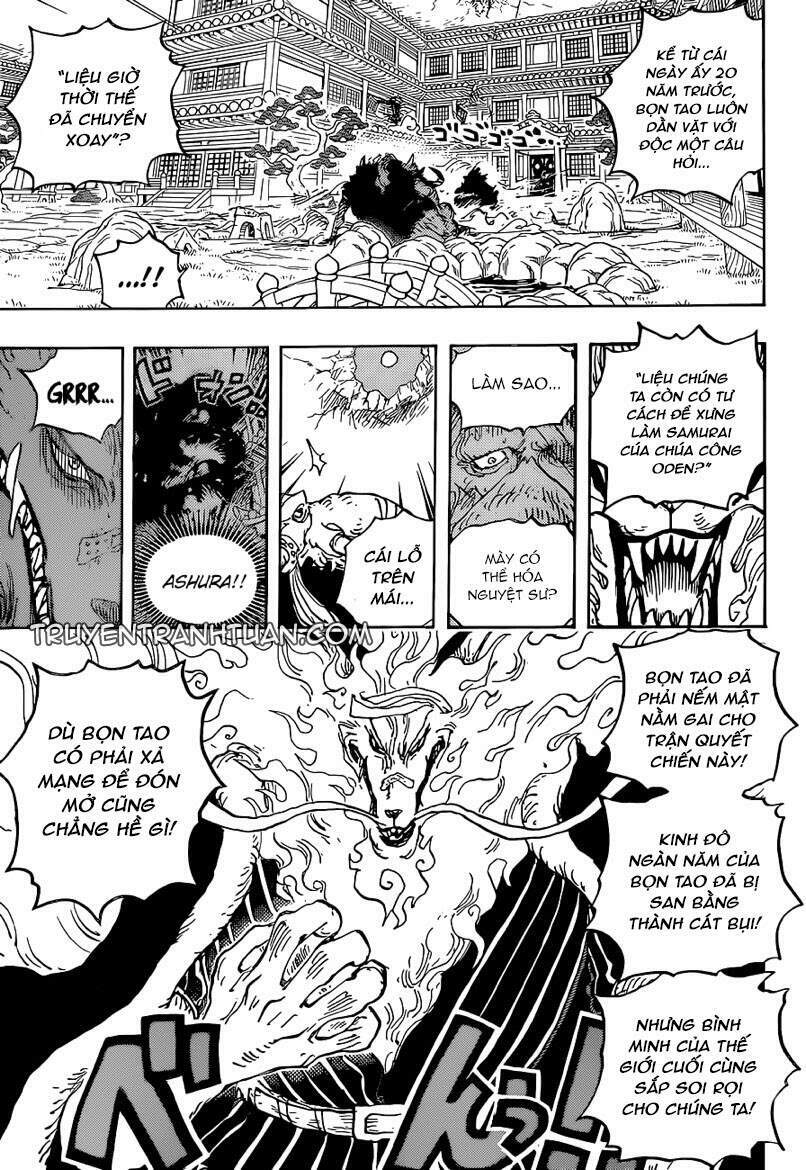 KỂ TỪ CÁI
NGÀY ẤY 20
NĂM TRƯỚC,
BỌN TAO LUÔN
DẰN VẶT VỚI
ĐỘC MỘT CÂU
HỎI...
"LIỆU GIỜ
THỜI THẾ
ĐÃ CHUYỂN
XOAY"?
ゴゴゴゴゴ...
...!!
"LIỆU CHÚNG
TA CÒN CÓ TƯ
CÁCH ĐỂ XƯNG
LÀM SAMURAI
CỦA CHÚA CÔNG
ODEN?"
LÀM SAO...
MÀY CÓ
THỂ HÓA
NGUYỆT SƯ?
CÁI LỖ
TRÊN
MÁI...
ASHURA!!
GRRR...
TRUYENTRANHTUAN.COM
BỌN TAO ĐÃ
PHẢI NẾM MẬT
NẰM GAI CHO
TRẬN QUYẾT
CHIẾN NÀY!
DÙ BỌN TAO
CÓ PHẢI XẢ
MẠNG ĐỂ ĐÓN
MỞ CŨNG
CHẲNG HỀ GÌ!
KINH ĐÔ
NGÀN NĂM CỦA
BỌN TAO ĐÃ BỊ
SAN BẰNG
THÀNH CÁT BỤI!
NHƯNG BÌNH
MINH CỦA THẾ
GIỚI CUỐI CÙNG
SẮP SOI RỌI
CHO CHÚNG TA!